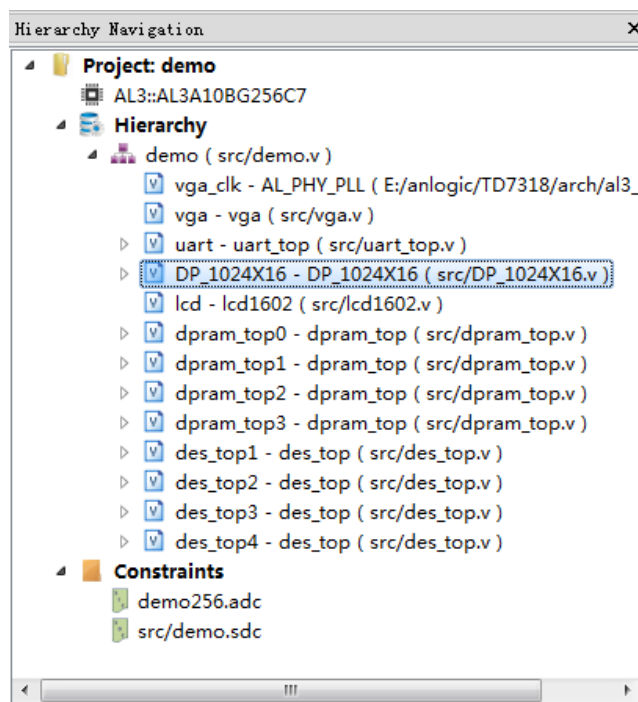 Hierarchy Navigation
Project: demo
AL3::AL3A10BG256C7
Hierarchy
demo ( src/demo.v )
vga_clk - AL_PHY_PLL ( E:/anlogic/TD7318/arch/al3_
vga - vga ( src/vga.v )
uart - uart_top ( src/uart_top.v )
DP_1024X16 - DP_1024X16 ( src/DP_1024X16.v )
lcd - lcd1602 ( src/lcd1602.v )
dpram_top0 - dpram_top ( src/dpram_top.v )
dpram_top1 - dpram_top ( src/dpram_top.v )
dpram_top2 - dpram_top ( src/dpram_top.v )
dpram_top3 - dpram_top ( src/dpram_top.v )
des_top1 - des_top ( src/des_top.v )
des_top2 - des_top ( src/des_top.v )
des_top3 - des_top ( src/des_top.v )
des_top4 - des_top ( src/des_top.v )
Constraints
demo256.adc
src/demo.sdc